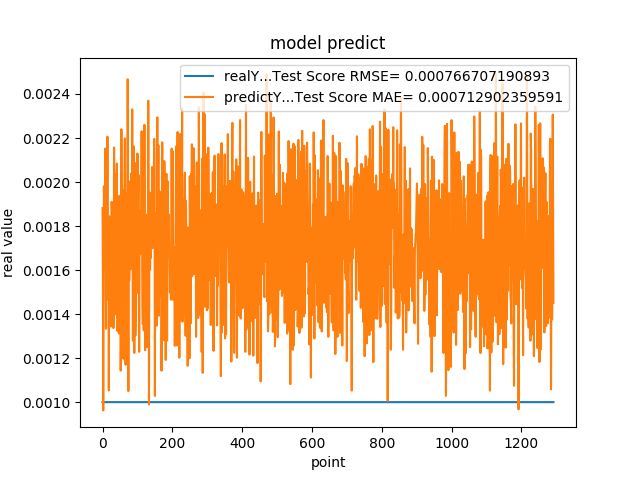 model predict
realY...Test Score RMSE= 0.000766707190893
predictY...Test Score MAE= 0.000712902359591
real value
0.0024
0.0022
0.0020
0.0018
0.0016
0.0014
0.0012
0.0010
0 200 400 600 800 1000 1200
point